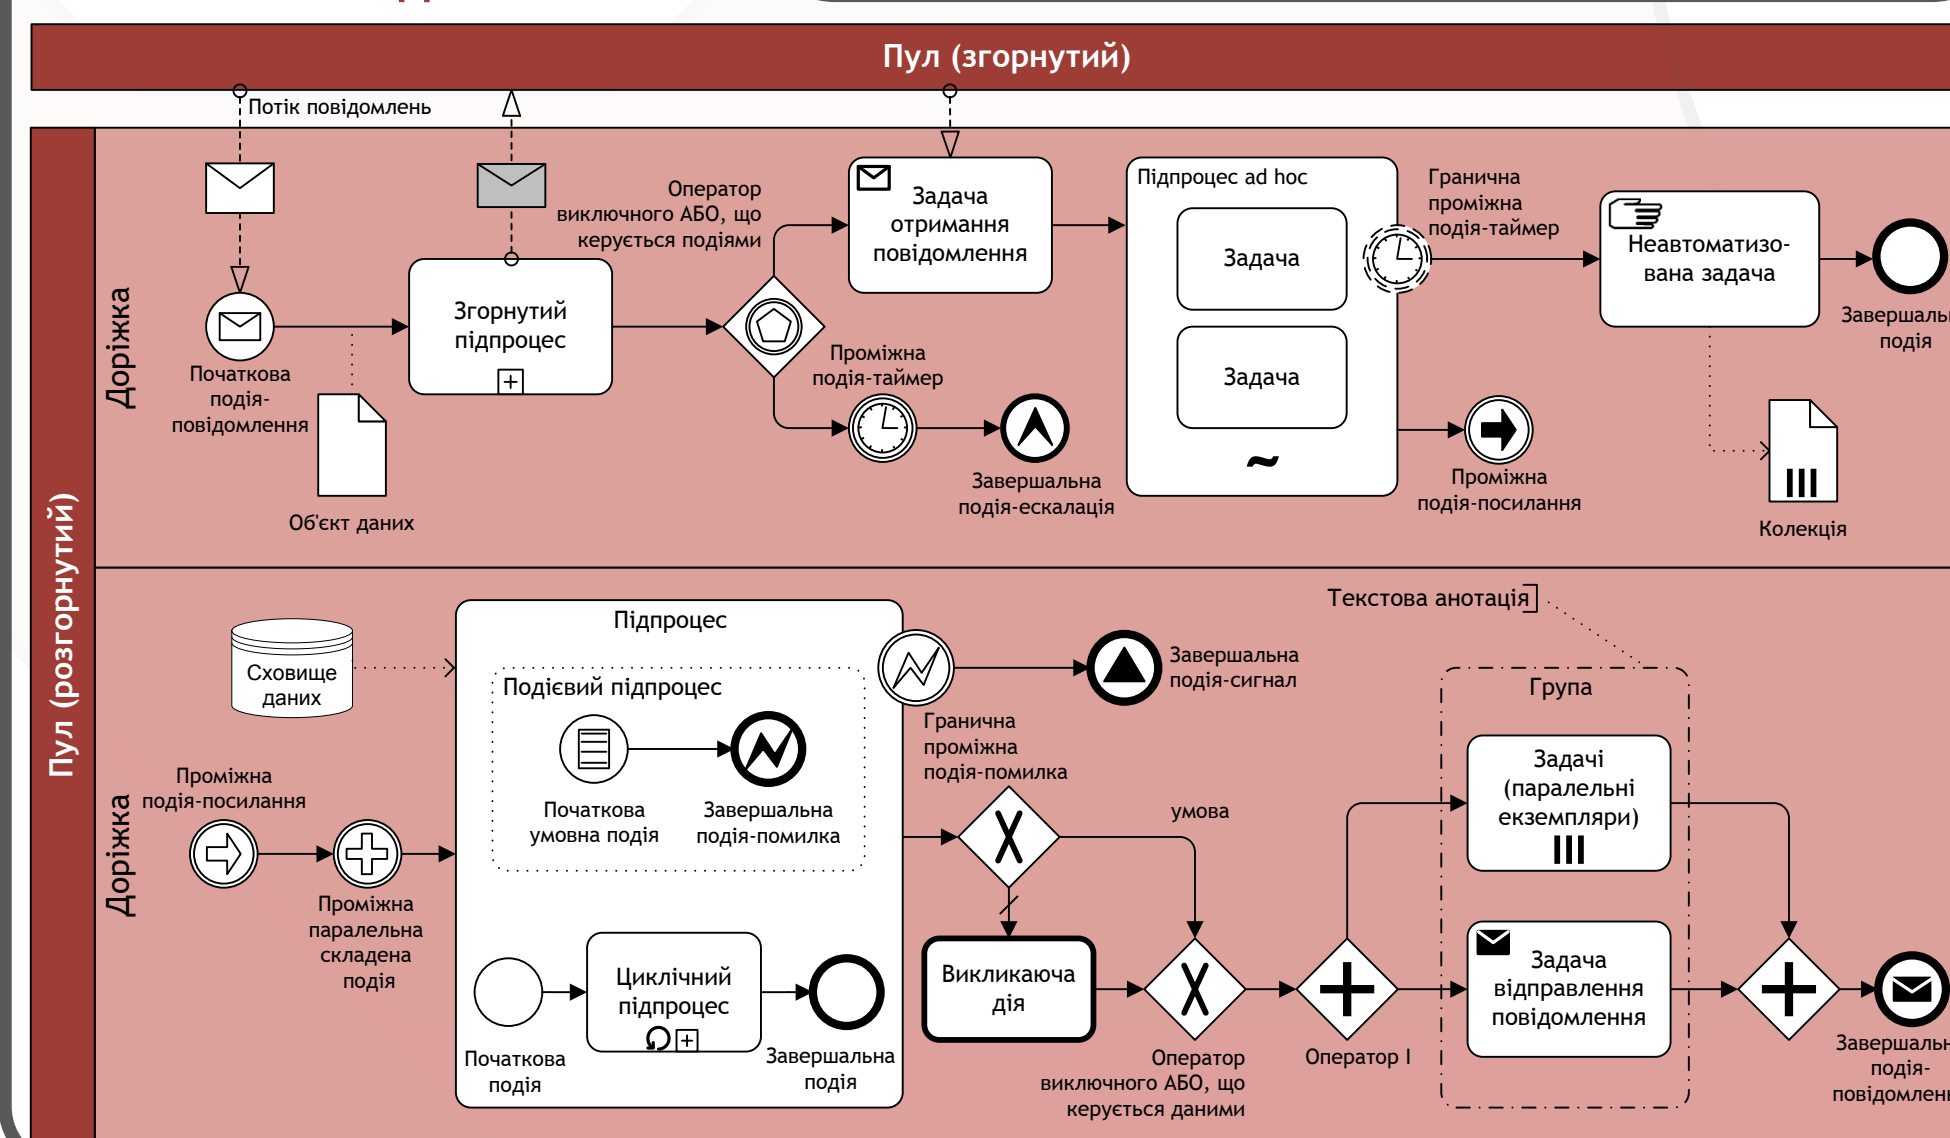 Пул (згорнутий)
Потік повідомлень
Пул (розгорнутий)
Доріжка
Початкова
подія-
повідомлення
Об'єкт даних
Згорнутий
підпроцес
Оператор
виключного АБО, що
керується подіями
Задача
отримання
повідомлення
Проміжна
подія-таймер
Завершальна
подія-ескалація
Підпроцес ad hoc
Задача
Задача
Гранична
проміжна
подія-таймер
Проміжна
подія-посилання
Неавтоматизо-
вана задача
Завершаль
подія
Колекція
Доріжка
Сховище
даних
Проміжна
подія-посилання
Проміжна
паралельна
складена
подія
Підпроцес
Подієвий підпроцес
Початкова
умовна подія
Завершальна
подія-помилка
Початкова
подія
Циклічний
підпроцес
Завершальна
подія
Гранична
проміжна
подія-помилка
Завершальна
подія-сигнал
умова
Викликаюча
дія
Оператор
виключного АБО, що
керується даними
Оператор І
Текстова анотація
Група
Задачі
(паралельні
екземпляри)
Задача
відправлення
повідомлення
Завершальн
подія-
повідомлен